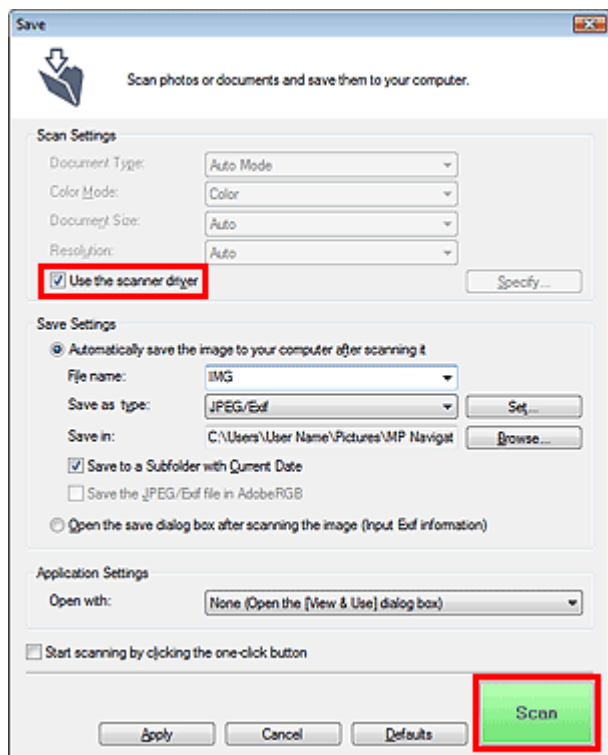 Save
Scan photos or documents and save them to your computer.
Scan Settings
Document Type: Auto Mode
Color Mode: Color
Document Size: Auto
Resolution: Auto
Use the scanner driver Specify...
Save Settings
Automatically save the image to your computer after scanning it
File name: IMG
Save as type: JPEG/Exif Set...
Save in: C:\Users\User Name\Pictures\MP Navigat Browse...
Save to a Subfolder with Current Date
Save the JPEG/Exif file in AdobeRGB
Open the save dialog box after scanning the image (Input Exif information)
Application Settings
Open with: None (Open the [View & Use] dialog box)
Start scanning by clicking the one-click button
Scan
Apply Cancel Defaults